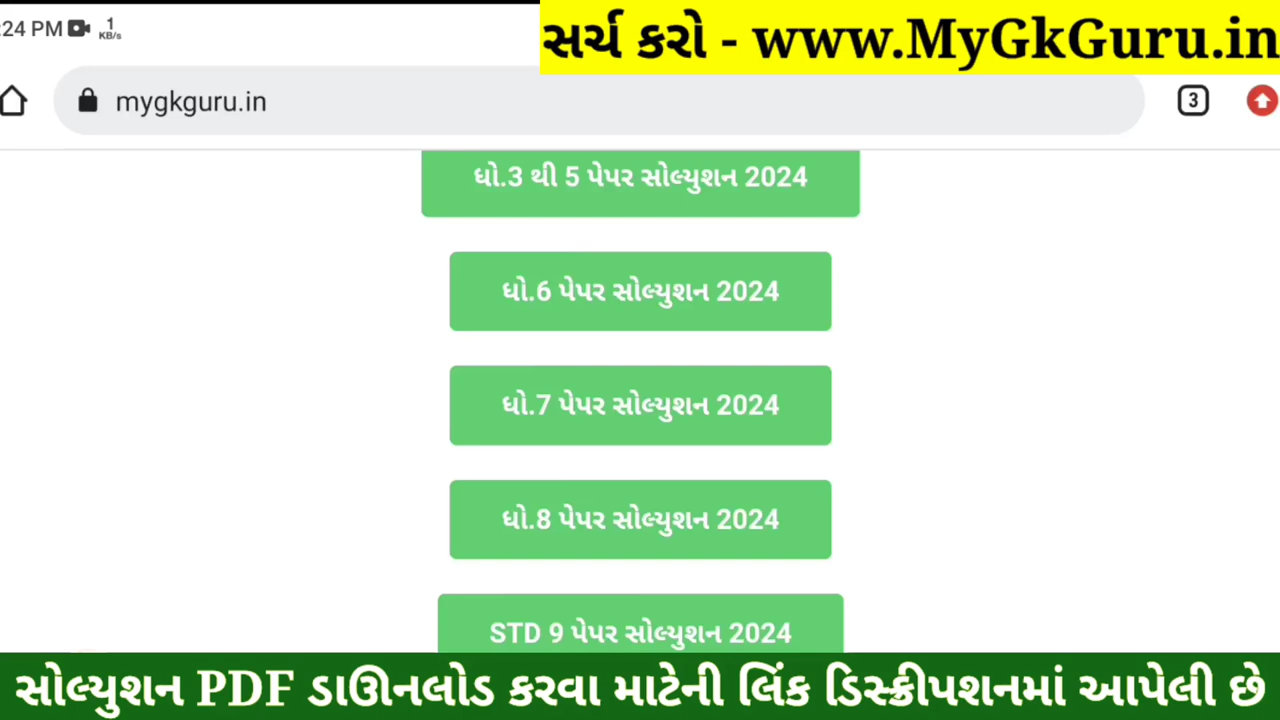 :24 PM 1 KB/s
સર્ચ કરો - www.MyGkGuru.in
mygkguru.in 3
ધો.3 થી 5 પેપર સોલ્યુશન 2024
ધો.6 પેપર સોલ્યુશન 2024
ધો.7 પેપર સોલ્યુશન 2024
ધો.8 પેપર સોલ્યુશન 2024
STD 9 પેપર સોલ્યુશન 2024
સોલ્યુશન PDF ડાઊનલોડ કરવા માટેની લિંક ડિસ્ક્રીપશનમાં આપેલી છે